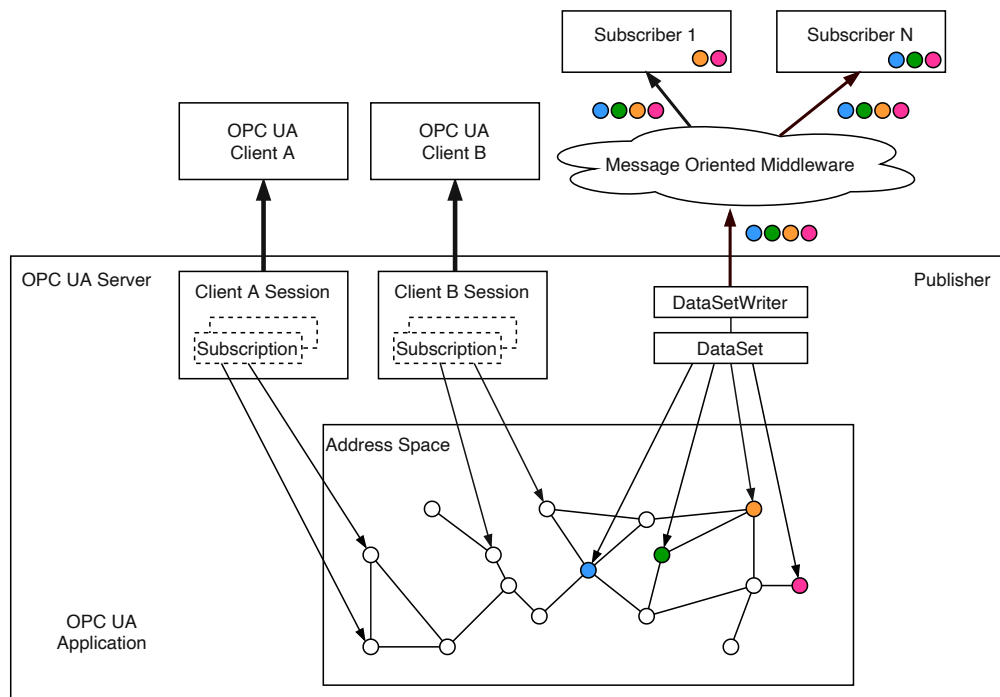 Subscriber 1
Subscriber N
OPC UA
Client A
OPC UA
Client B
Message Oriented Middleware
OPC UA Server
Publisher
Client A Session
Client B Session
DataSetWriter
Subscription
Subscription
DataSet
Address Space
OPC UA
Application